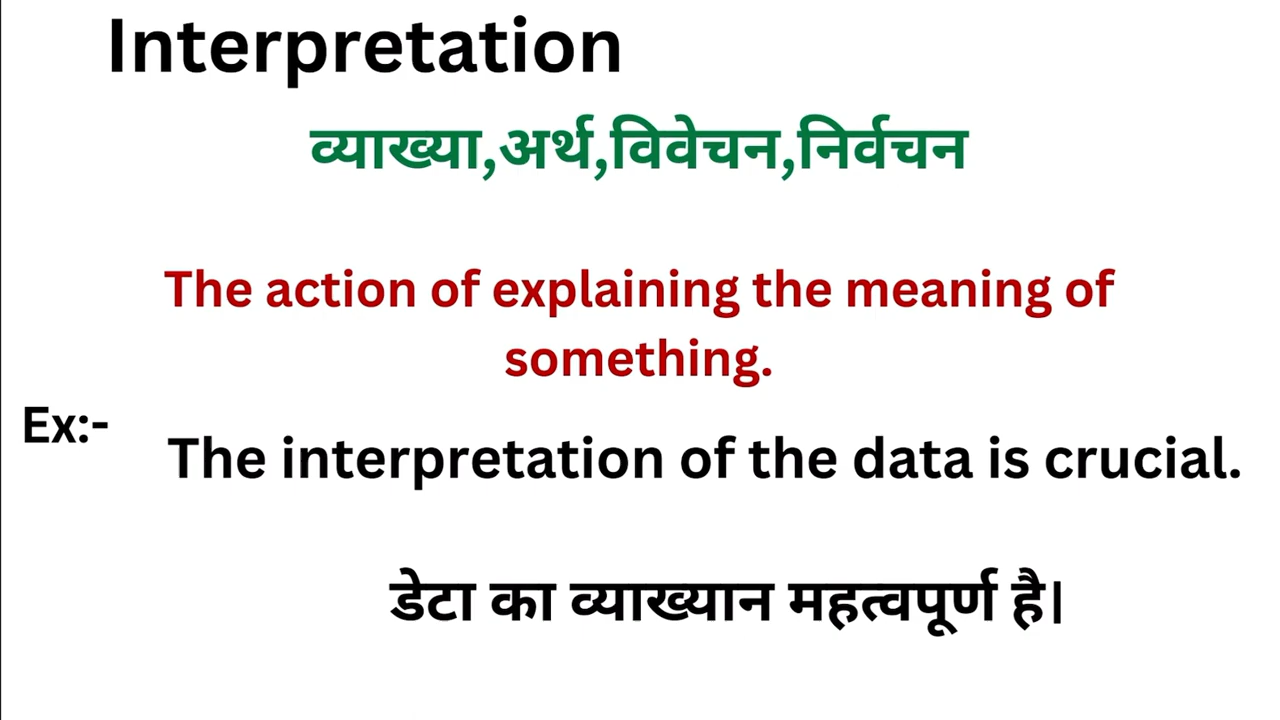 Interpretation
व्याख्या,अर्थ,विवेचन,निर्वचन
The action of explaining the meaning of
something.
Ex:-
The interpretation of the data is crucial.
डेटा का व्याख्यान महत्वपूर्ण है।